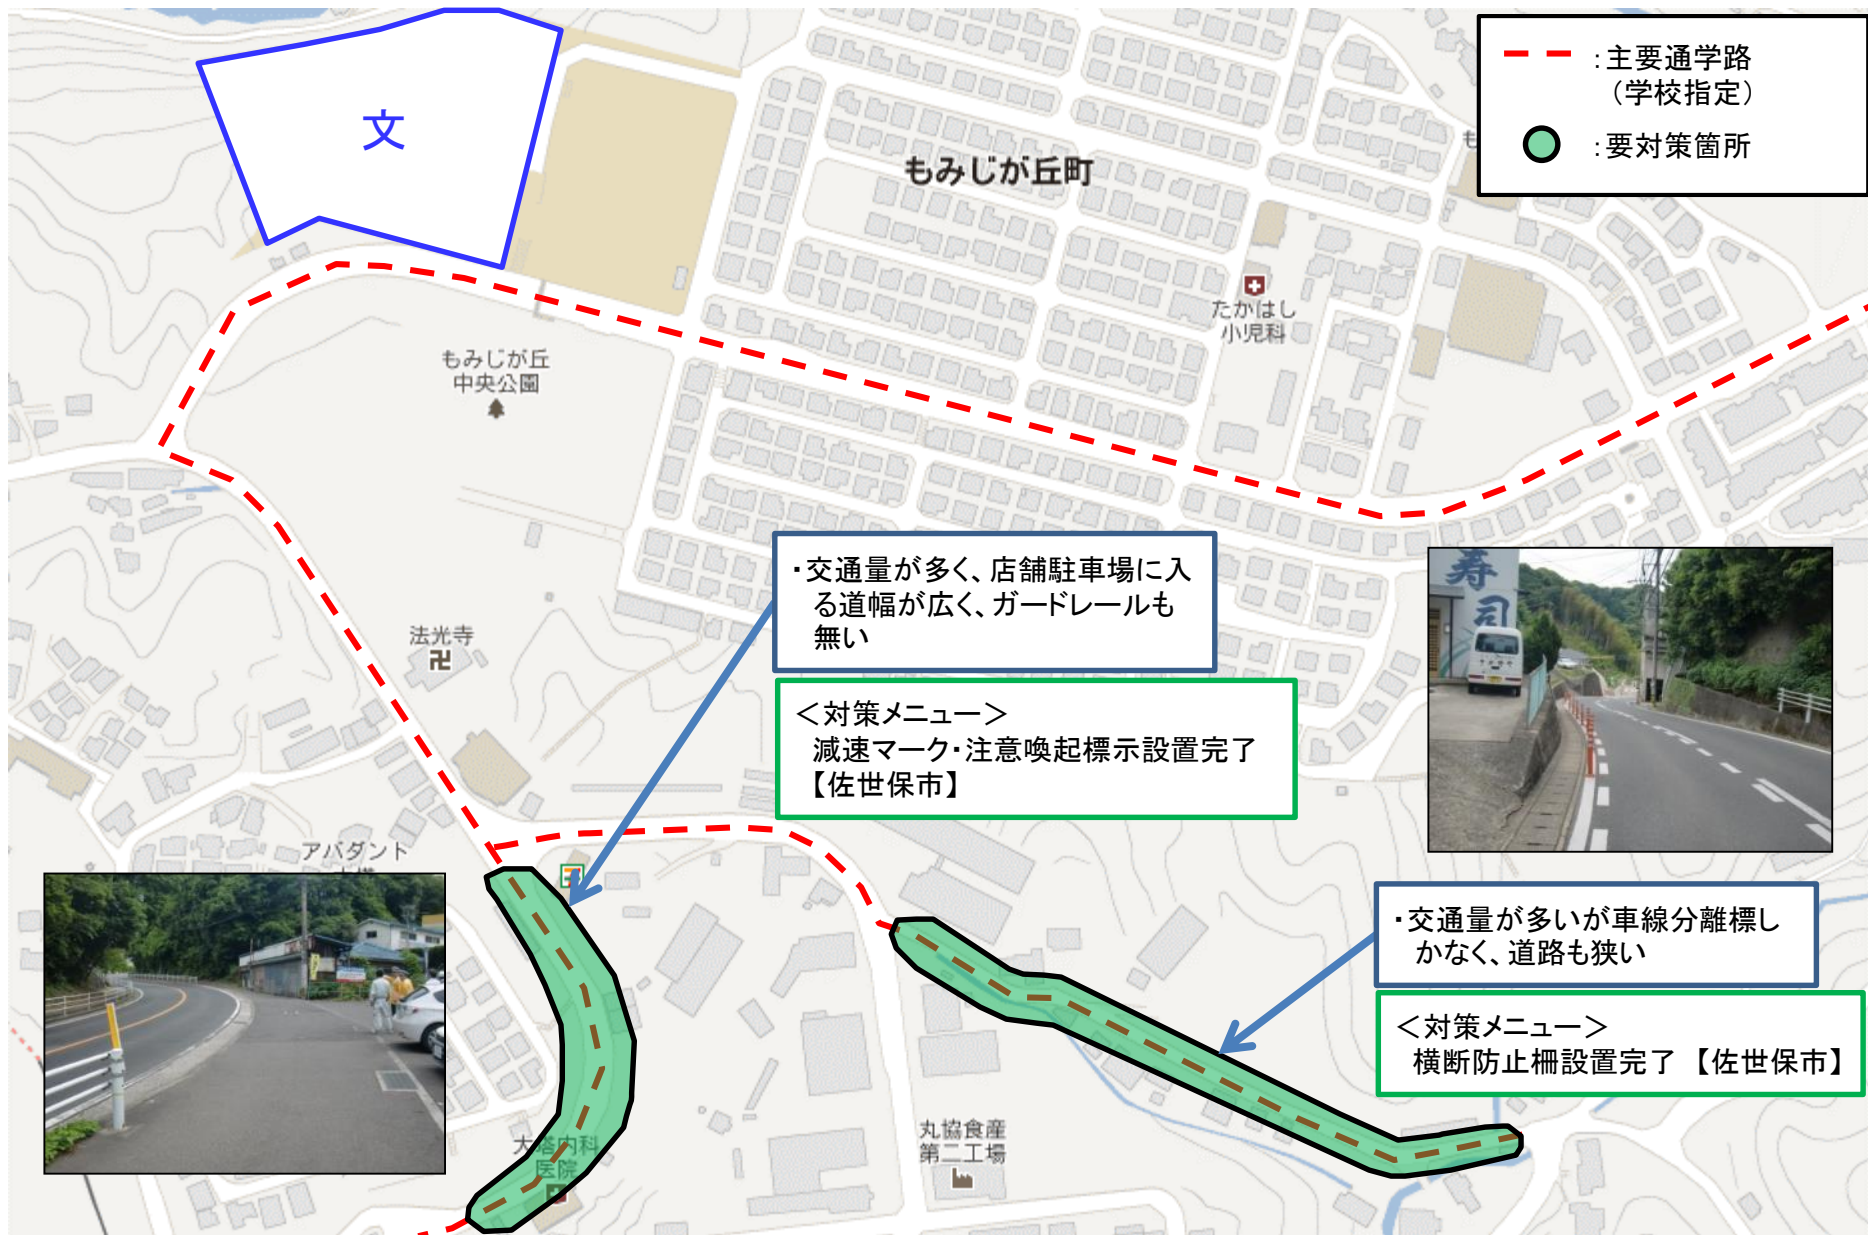 :主要通学路
(学校指定)
:要対策箇所
文
もみじが丘町
たかはし
小児科
もみじが丘
中央公園
・交通量が多く、店舗駐車場に入
る道幅が広く、ガードレールも
無い
寿司
法光寺
<対策メニュー>
減速マーク・注意喚起標示設置完了
【佐世保市】
アバダント
・交通量が多いが車線分離標し
かなく、道路も狭い
<対策メニュー>
横断防止柵設置完了 【佐世保市】
丸協食産
第二工場
大塔内科
医院